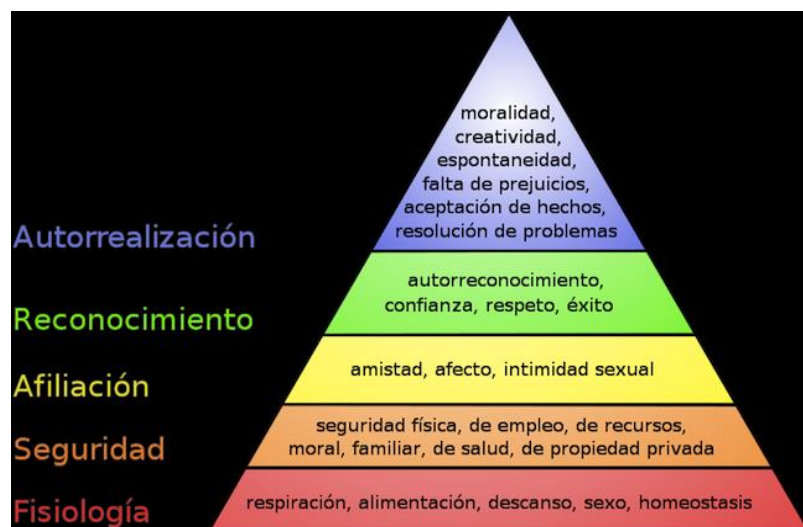 moralidad,
creatividad,
espontaneidad,
falta de prejuicios,
aceptación de hechos,
resolución de problemas
Autorrealización
autorreconocimiento,
confianza, respeto, éxito
Reconocimiento
amistad, afecto, intimidad sexual
Afiliación
seguridad física, de empleo, de recursos,
moral, familiar, de salud, de propiedad privada
Seguridad
respiración, alimentación, descanso, sexo, homeostasis
Fisiología